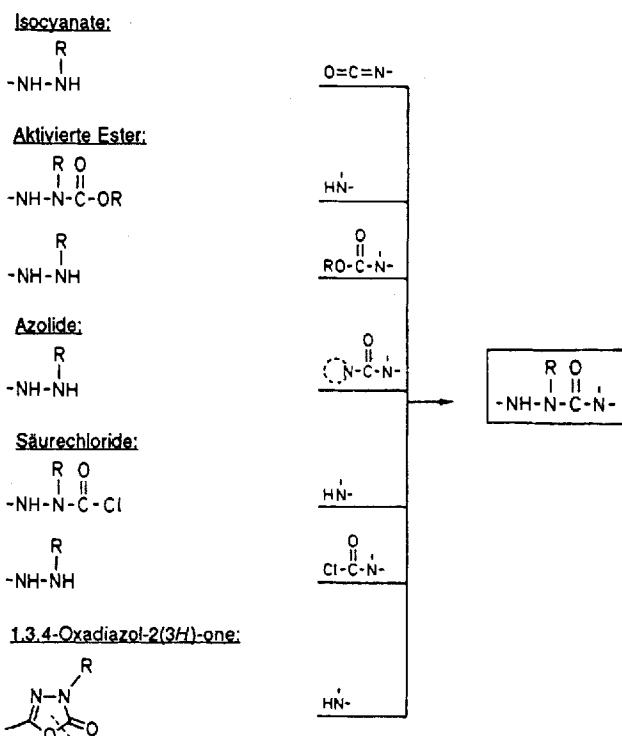 Isocyanate:
R
-NH-NH
O=C=N-
Aktivierte Ester:
R O
-NH-N-C-OR
HN-
R
-NH-NH
O
RO-C-N-
Azolide:
R
-NH-NH
O
N-C-N-
R O
-NH-N-C-N-
Säurechloride:
R O
-NH-N-C-Cl
HN-
R
-NH-NH
O
Cl-C-N-
1.3.4-Oxadiazol-2(3H)-one:
R
N-N
O O
HN-